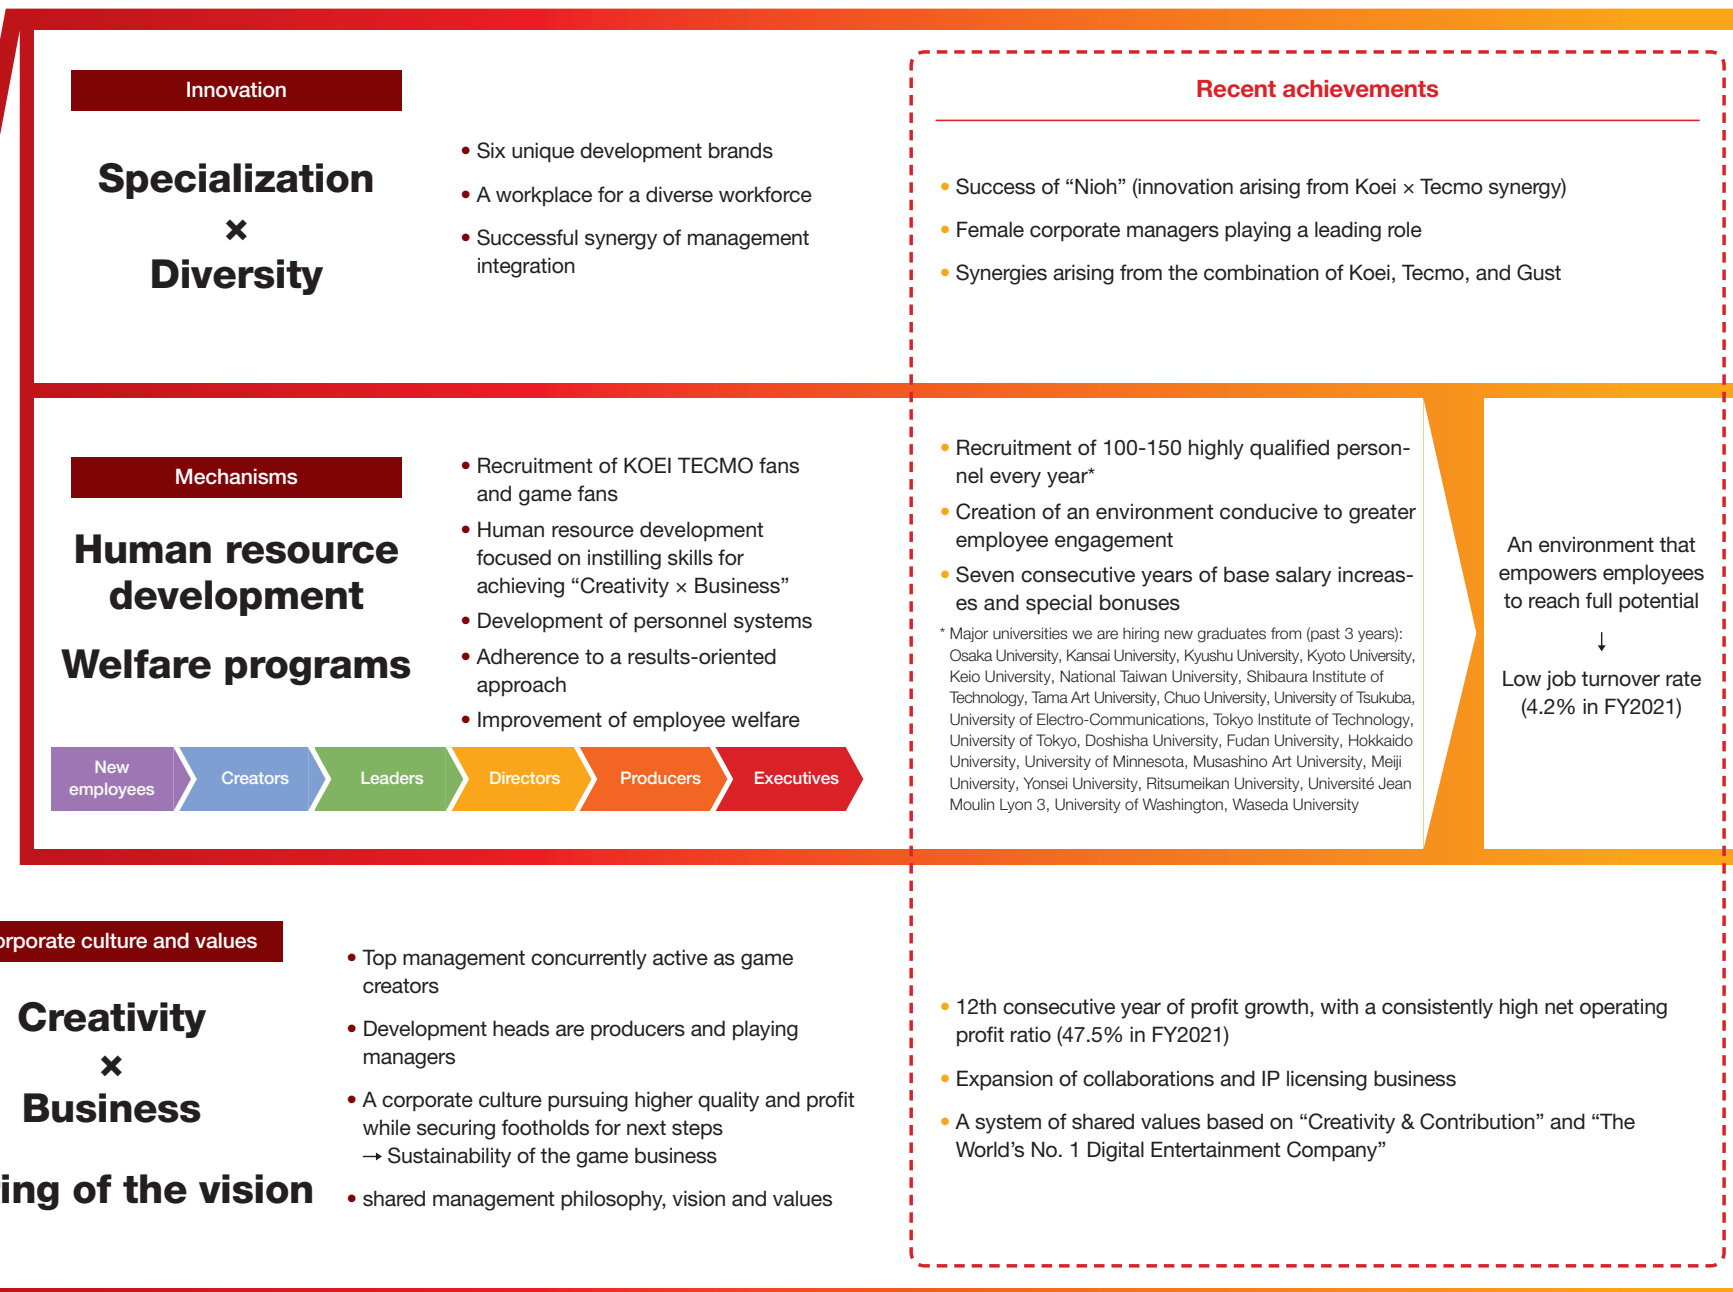 Innovation
Specialization
×
Diversity
• Six unique development brands
• A workplace for a diverse workforce
• Successful synergy of management
integration
Recent achievements
• Success of “Nioh” (innovation arising from Koei × Tecmo synergy)
• Female corporate managers playing a leading role
• Synergies arising from the combination of Koei, Tecmo, and Gust
Mechanisms
Human resource
development
Welfare programs
• Recruitment of KOEI TECMO fans
and game fans
• Human resource development
focused on instilling skills for
achieving “Creativity × Business”
• Development of personnel systems
• Adherence to a results-oriented
approach
• Improvement of employee welfare
New
employees
Creators
Leaders
Directors
Producers
Executives
• Recruitment of 100-150 highly qualified person-
nel every year*
• Creation of an environment conducive to greater
employee engagement
• Seven consecutive years of base salary increas-
es and special bonuses
* Major universities we are hiring new graduates from (past 3 years):
Osaka University, Kansai University, Kyushu University, Kyoto University,
Keio University, National Taiwan University, Shibaura Institute of
Technology, Tama Art University, Chuo University, University of Tsukuba,
University of Electro-Communications, Tokyo Institute of Technology,
University of Tokyo, Doshisha University, Fudan University, Hokkaido
University, University of Minnesota, Musashino Art University, Meiji
University, Yonsei University, Ritsumeikan University, Université Jean
Moulin Lyon 3, University of Washington, Waseda University
An environment that
empowers employees
to reach full potential
↓
Low job turnover rate
(4.2% in FY2021)
orporate culture and values
Creativity
×
Business
ing of the vision
• Top management concurrently active as game
creators
• Development heads are producers and playing
managers
• A corporate culture pursuing higher quality and profit
while securing footholds for next steps
→ Sustainability of the game business
• shared management philosophy, vision and values
• 12th consecutive year of profit growth, with a consistently high net operating
profit ratio (47.5% in FY2021)
• Expansion of collaborations and IP licensing business
• A system of shared values based on “Creativity & Contribution” and “The
World’s No. 1 Digital Entertainment Company”